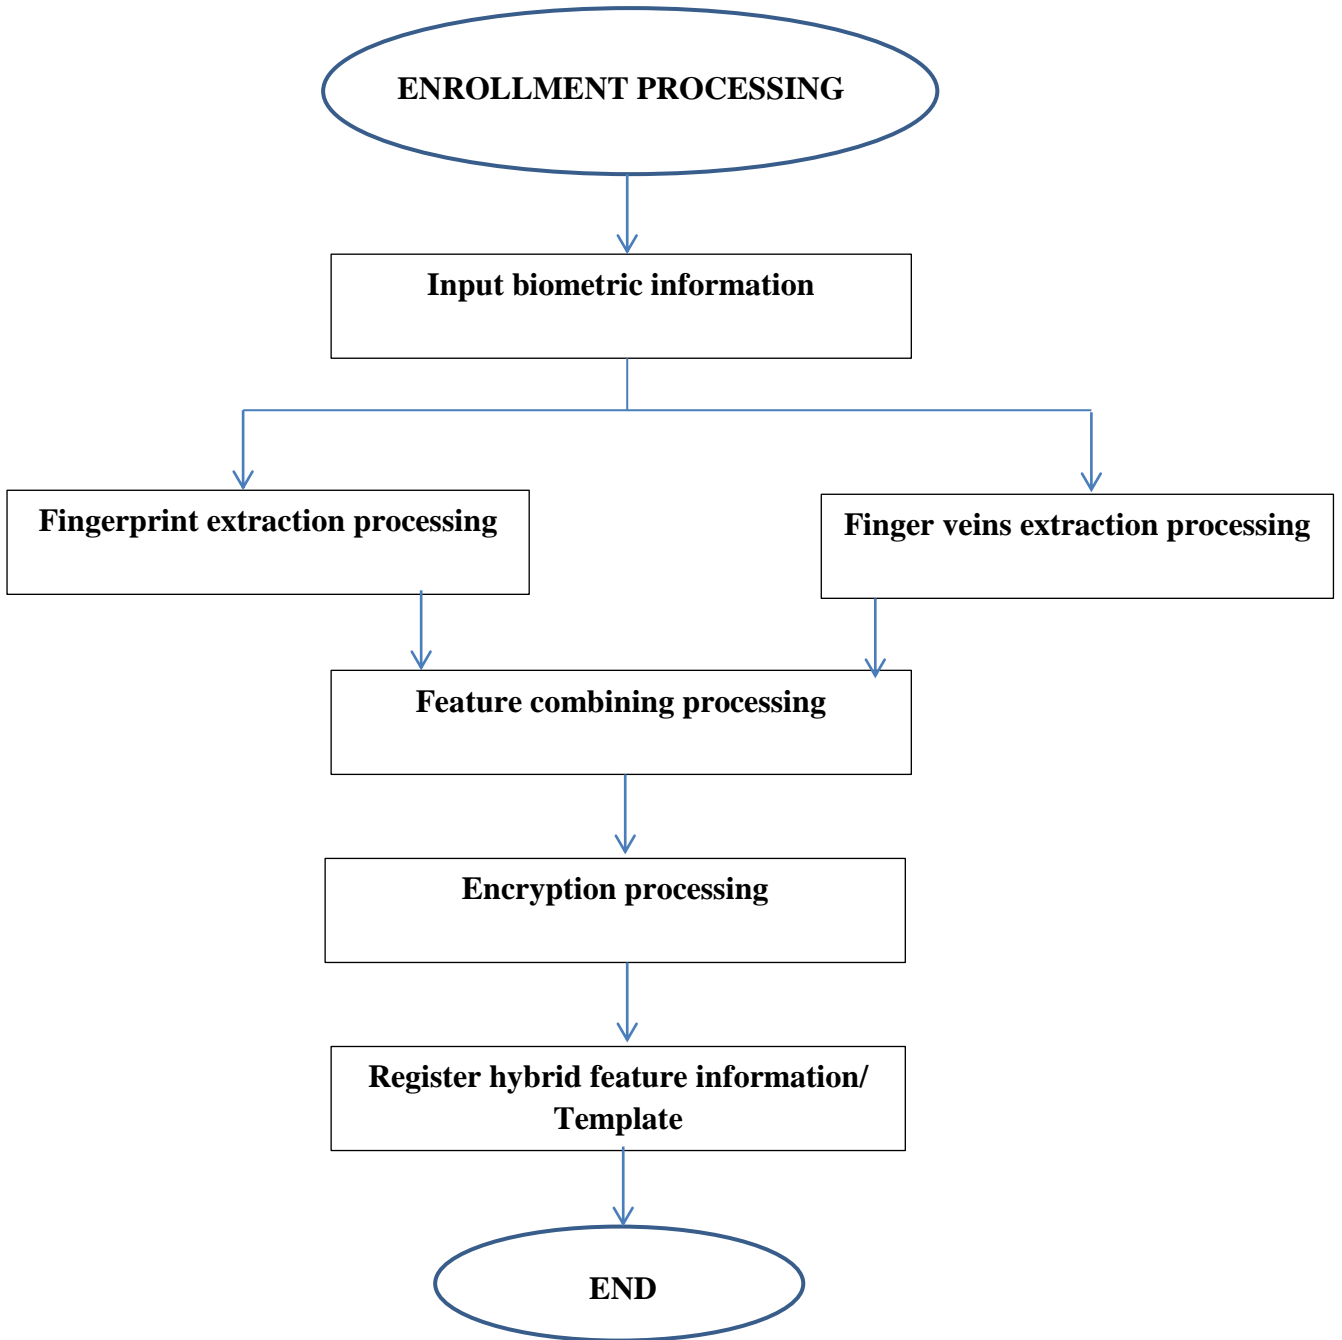 ENROLLMENT PROCESSING
Input biometric information
Fingerprint extraction processing
Finger veins extraction processing
Feature combining processing
Encryption processing
Register hybrid feature information/
Template
END